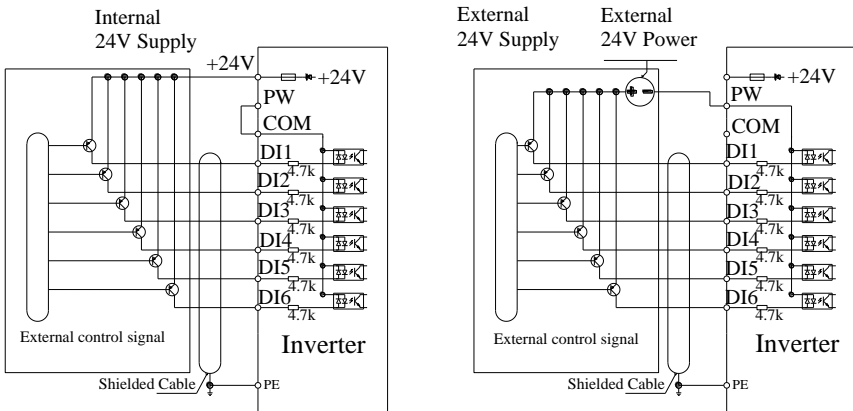 Internal
24V Supply
+24V
+24V
PW
COM
DI1
4.7k
DI2
4.7k
DI3
4.7k
DI4
4.7k
DI5
4.7k
DI6
4.7k
External control signal
Inverter
Shielded Cable
PE
External
24V Supply
External
24V Power
+24V
PW
COM
DI1
4.7k
DI2
4.7k
DI3
4.7k
DI4
4.7k
DI5
4.7k
DI6
4.7k
External control signal
Inverter
Shielded Cable
PE